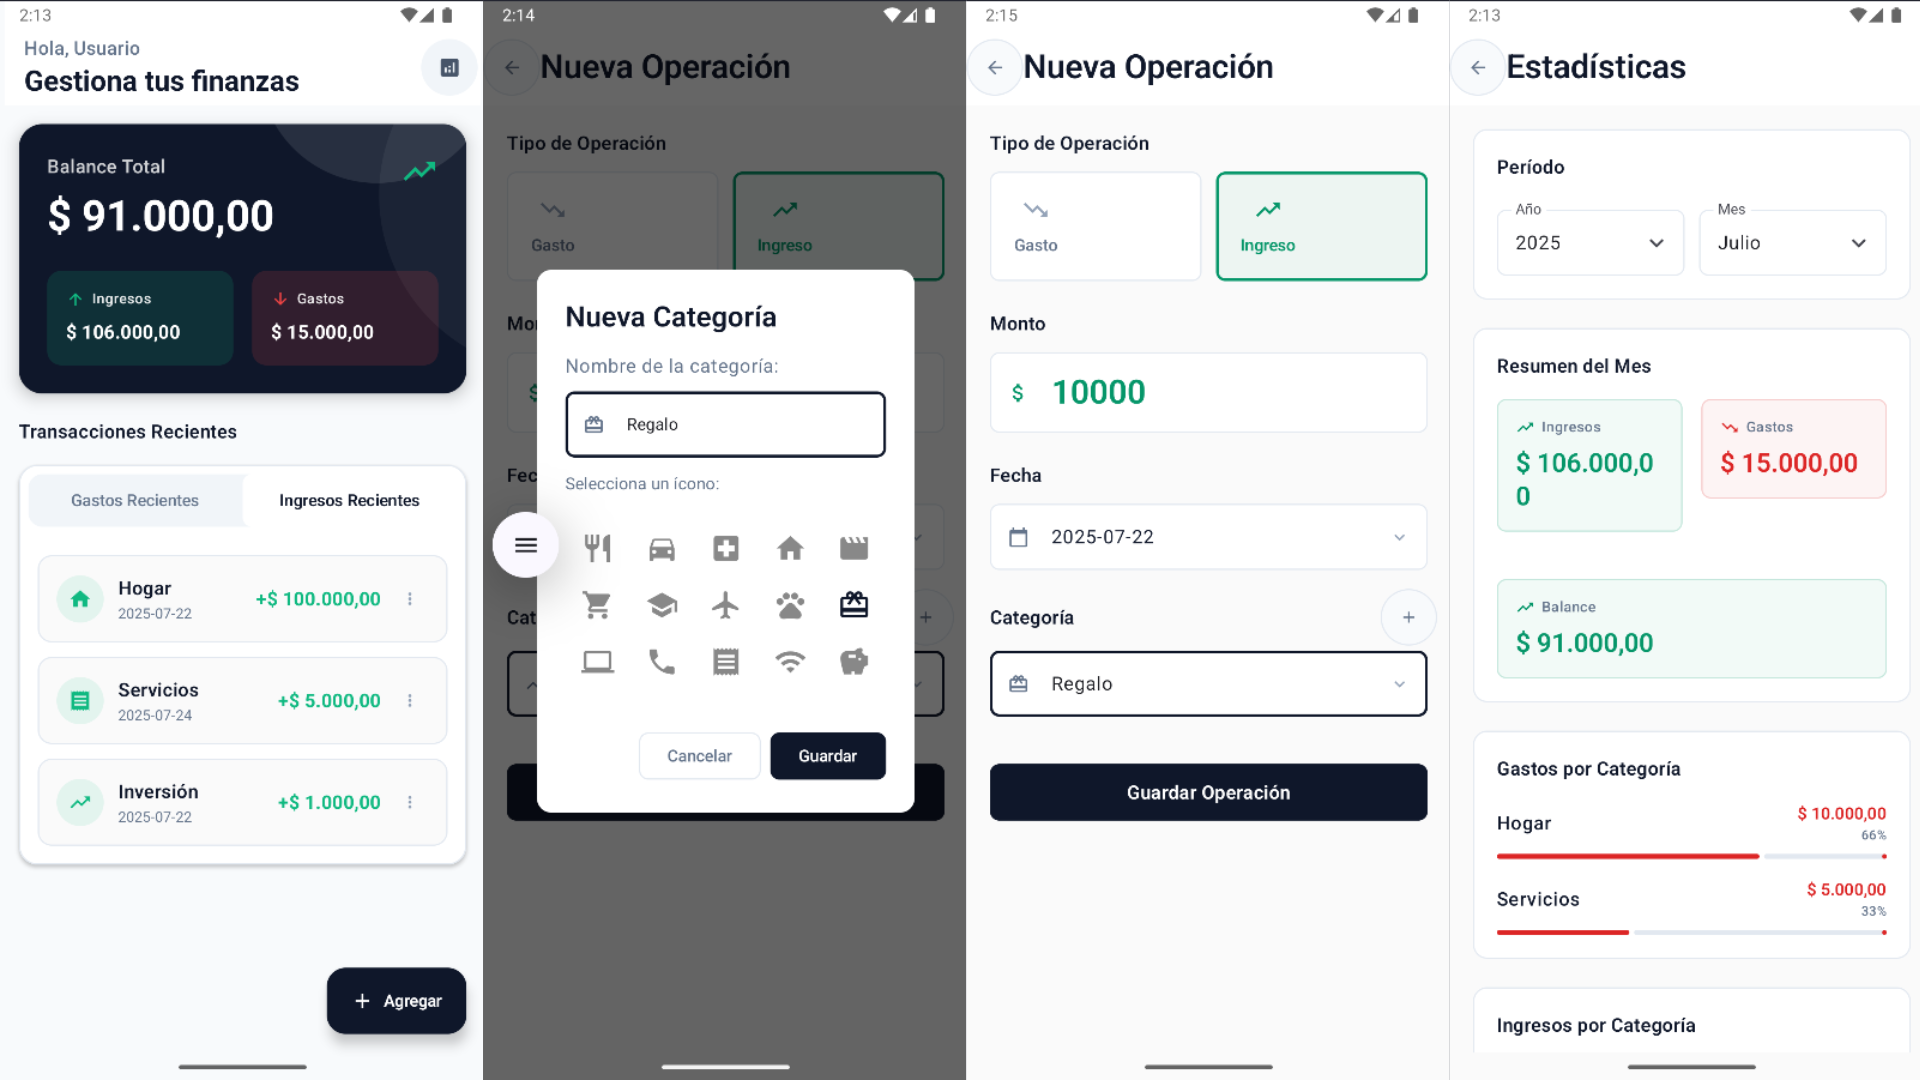 2:13
Hola, Usuario
Gestiona tus finanzas
Balance Total
$ 91.000,00
Ingresos
$ 106.000,00
Gastos
$ 15.000,00
Transacciones Recientes
Gastos Recientes
Ingresos Recientes
Hogar
2025-07-22
+$ 100.000,00
Servicios
2025-07-24
+$ 5.000,00
Inversión
2025-07-22
+$ 1.000,00
+ Agregar
2:14
Nueva Operación
Tipo de Operación
Gasto
Ingreso
Mo
$
Fec
Cat
+
Nueva Categoría
Nombre de la categoría:
Regalo
Selecciona un ícono:
Cancelar
Guardar
2:15
Nueva Operación
Tipo de Operación
Gasto
Ingreso
Monto
$ 10000
Fecha
2025-07-22
Categoría
+
Regalo
Guardar Operación
2:13
Estadísticas
Período
Año
2025
Mes
Julio
Resumen del Mes
Ingresos
$ 106.000,0
0
Gastos
$ 15.000,00
Balance
$ 91.000,00
Gastos por Categoría
Hogar
$ 10.000,00
66%
Servicios
$ 5.000,00
33%
Ingresos por Categoría